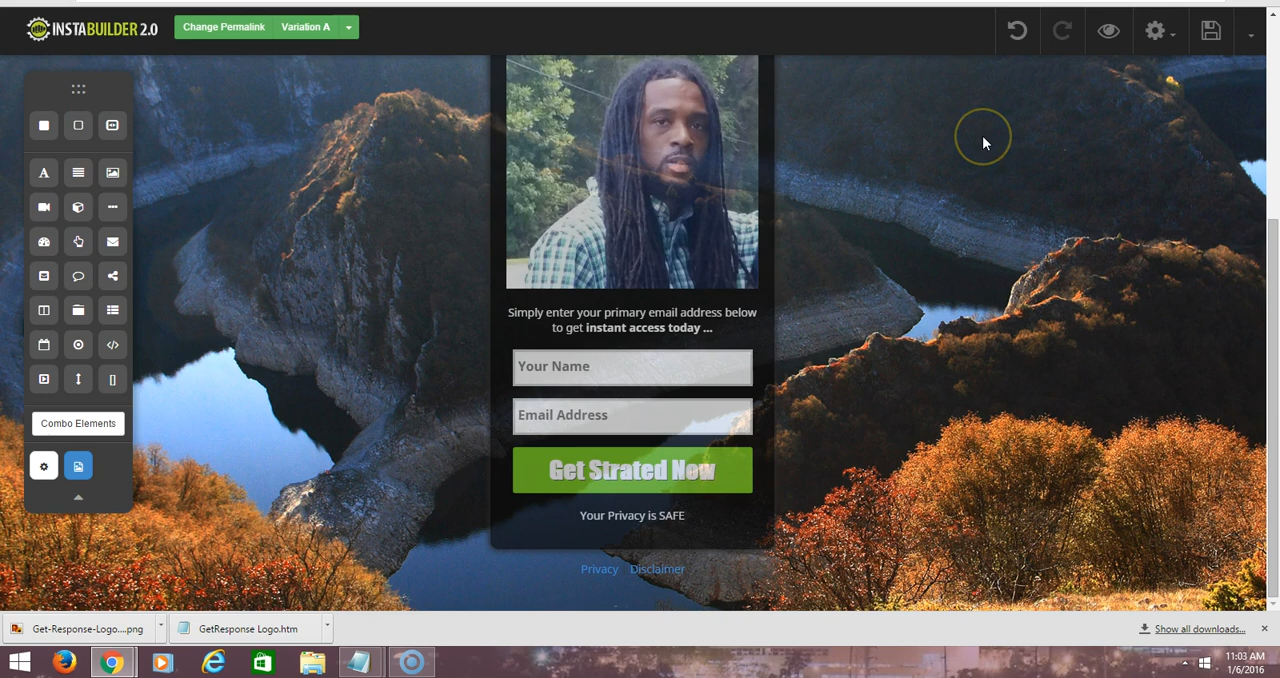 INSTABUILDER 2.0
Change Permalink
Variation A
Simply enter your primary email address below
to get instant access today ...
Your Name
Email Address
Get Strated Now
Your Privacy is SAFE
Privacy
Disclaimer
Combo Elements
Get-Response-Logo....png
GetResponse Logo.htm
Show all downloads...
11:03 AM
1/6/2016